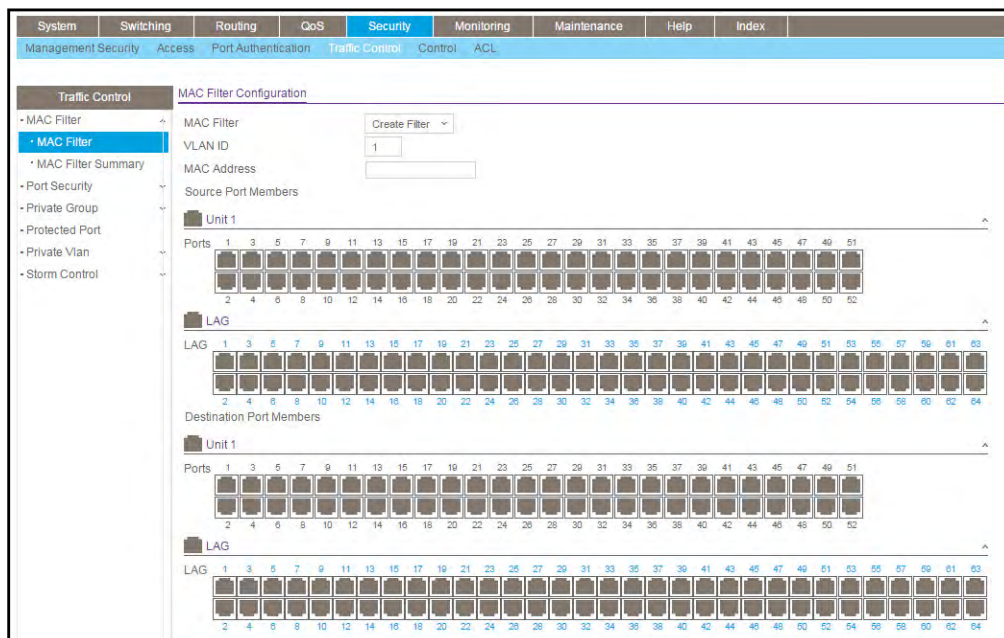 System Switching Routing QoS Security Monitoring Maintenance Help Index
Management Security Access Port Authentication Traffic Control Control ACL
Traffic Control
MAC Filter
MAC Filter
MAC Filter Summary
Port Security
Private Group
Protected Port
Private Vlan
Storm Control
MAC Filter Configuration
MAC Filter Create Filter
VLAN ID 1
MAC Address
Source Port Members
Unit 1
Ports 1 3 5 7 9 11 13 15 17 19 21 23 25 27 29 31 33 35 37 39 41 43 45 47 49 51
2 4 6 8 10 12 14 16 18 20 22 24 26 28 30 32 34 36 38 40 42 44 46 48 50 52
LAG
LAG 1 3 5 7 9 11 13 15 17 19 21 23 25 27 29 31 33 35 37 39 41 43 45 47 49 51 53 55 57 59 61 63
2 4 6 8 10 12 14 16 18 20 22 24 26 28 30 32 34 36 38 40 42 44 46 48 50 52 54 56 58 60 62 64
Destination Port Members
Unit 1
Ports 1 3 5 7 9 11 13 15 17 19 21 23 25 27 29 31 33 35 37 39 41 43 45 47 49 51
2 4 6 8 10 12 14 16 18 20 22 24 26 28 30 32 34 36 38 40 42 44 46 48 50 52
LAG
LAG 1 3 5 7 9 11 13 15 17 19 21 23 25 27 29 31 33 35 37 39 41 43 45 47 49 51 53 55 57 59 61 63
2 4 6 8 10 12 14 16 18 20 22 24 26 28 30 32 34 36 38 40 42 44 46 48 50 52 54 56 58 60 62 64